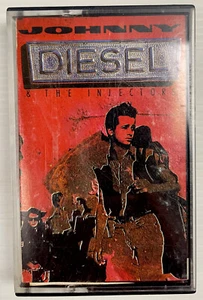 JOHNNY
DIESEL
& THE INJECTORS